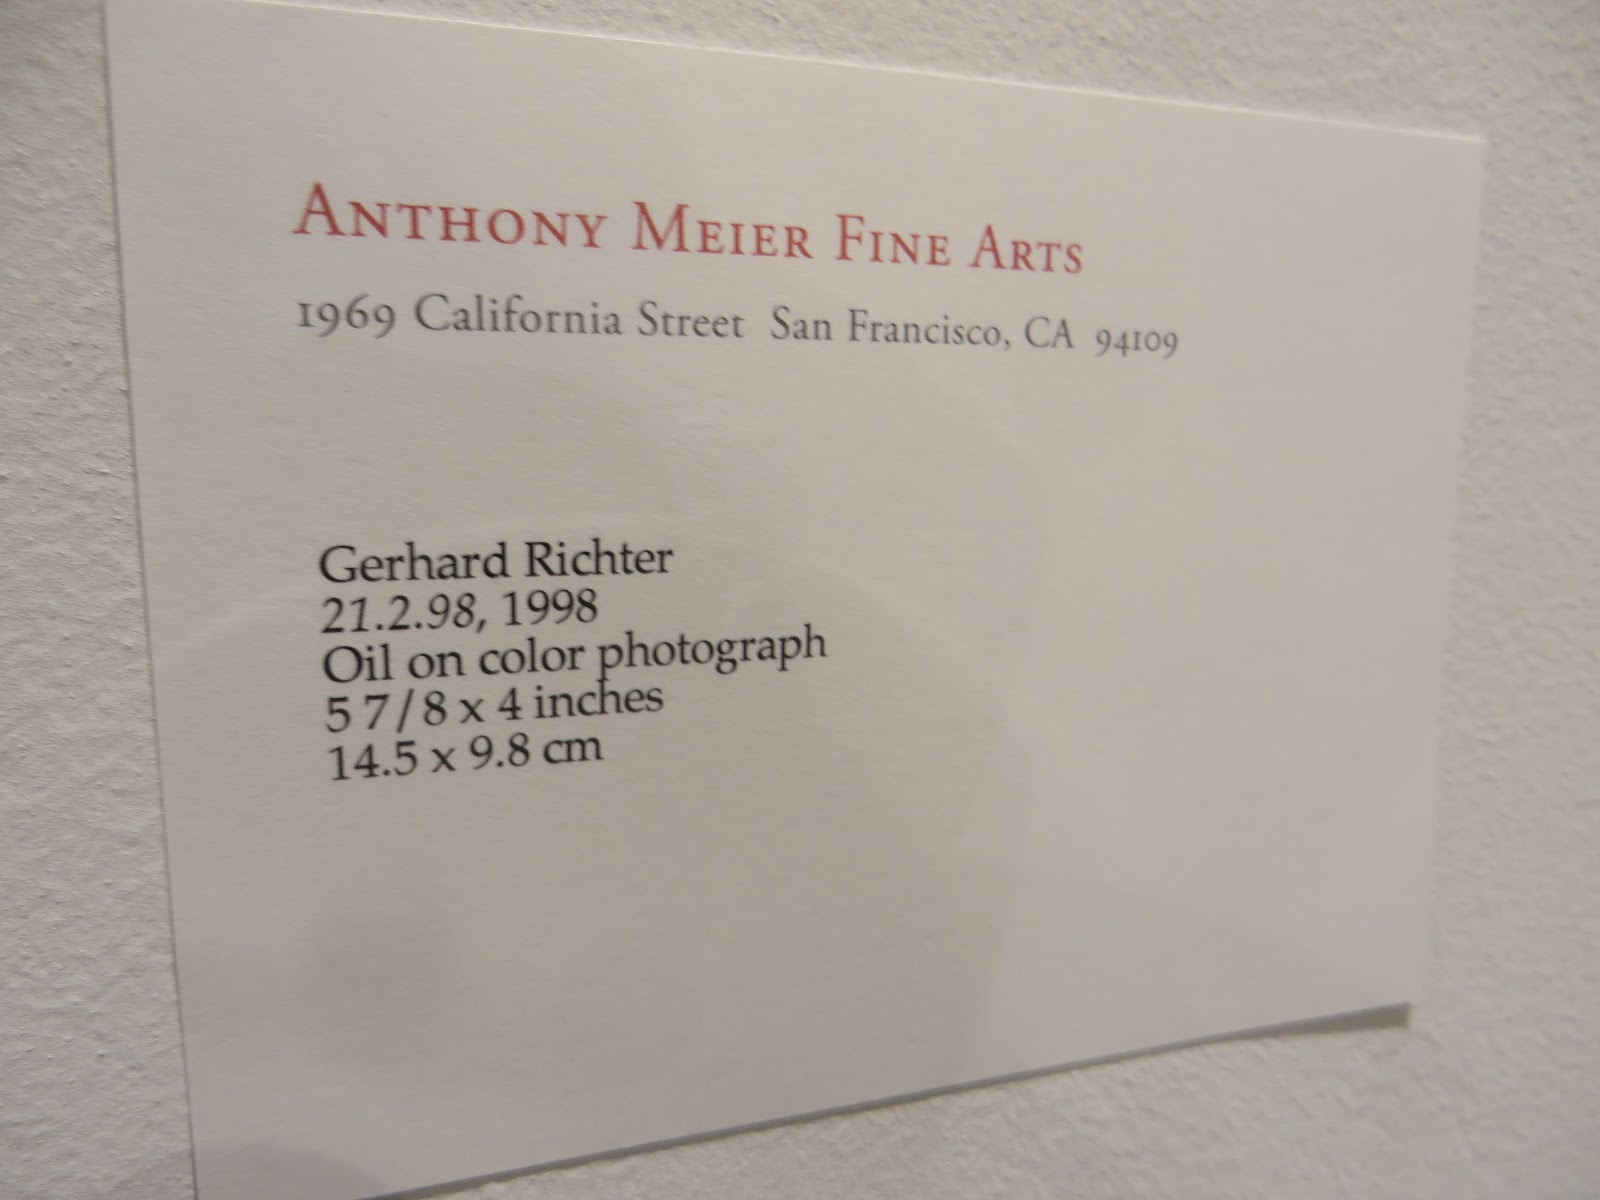 Anthony Meier Fine Arts
1969 California Street San Francisco, CA 94109
Gerhard Richter
21.2.98, 1998
Oil on color photograph
5 7/8 x 4 inches
14.5 x 9.8 cm